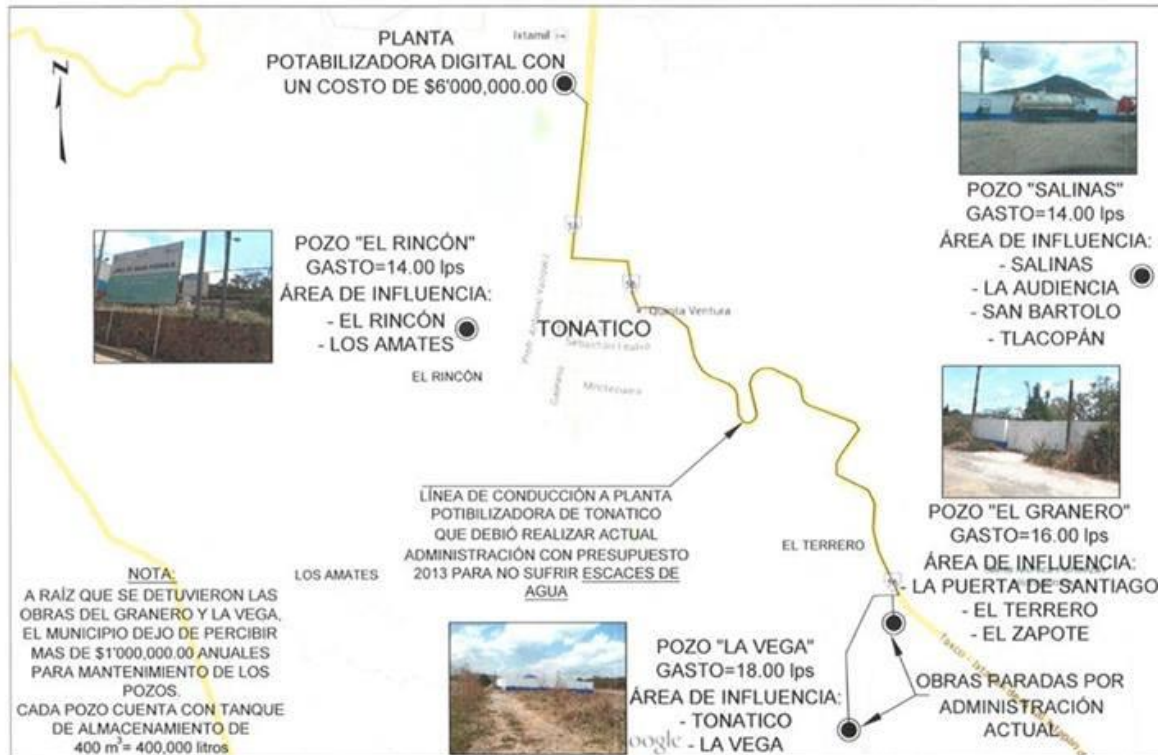 Ixtamil
PLANTA
POTABILIZADORA DIGITAL CON
UN COSTO DE $6'000,000.00
N
POZO "SALINAS"
GASTO=14.00 lps
ÁREA DE INFLUENCIA:
- SALINAS
- LA AUDIENCIA
- SAN BARTOLO
- TLACOPÁN
POZO "EL RINCÓN"
GASTO=14.00 lps
ÁREA DE INFLUENCIA:
- EL RINCÓN
- LOS AMATES
EL RINCÓN
55
Quinta Ventura
TONATICO
Moctezuma
LÍNEA DE CONDUCCIÓN A PLANTA
POTIBILIZADORA DE TONATICO
QUE DEBIÓ REALIZAR ACTUAL
ADMINISTRACIÓN CON PRESUPUESTO
2013 PARA NO SUFRIR ESCACES DE
AGUA
POZO "EL GRANERO"
GASTO=16.00 lps
ÁREA DE INFLUENCIA:
- LA PUERTA DE SANTIAGO
- EL TERRERO
- EL ZAPOTE
EL TERRERO
LOS AMATES
NOTA:
A RAÍZ QUE SE DETUVIERON LAS
OBRAS DEL GRANERO Y LA VEGA,
EL MUNICIPIO DEJO DE PERCIBIR
MAS DE $1'000,000.00 ANUALES
PARA MANTENIMIENTO DE LOS
POZOS.
CADA POZO CUENTA CON TANQUE
DE ALMACENAMIENTO DE
400 m³= 400,000 litros
POZO "LA VEGA"
GASTO=18.00 lps
ÁREA DE INFLUENCIA:
- TONATICO
- LA VEGA
OBRAS PARADAS POR
ADMINISTRACIÓN
ACTUAL
oogle